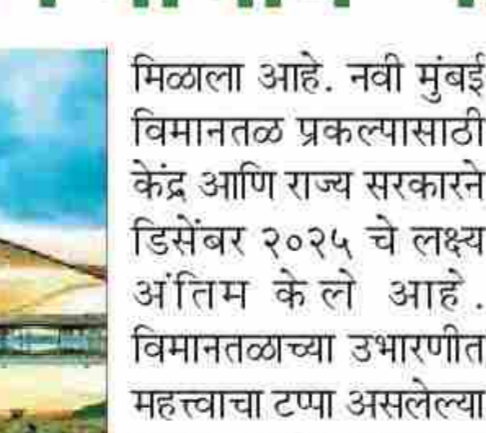 मिळाला आहे. नवी मुंबई
विमानतळ प्रकल्पासाठी
केंद्र आणि राज्य सरकारने
डिसेंबर २०२५ चे लक्ष्य
अंतिम केले आहे.
विमानतळाच्या उभारणीत
महत्त्वाचा टप्पा असलेल्या